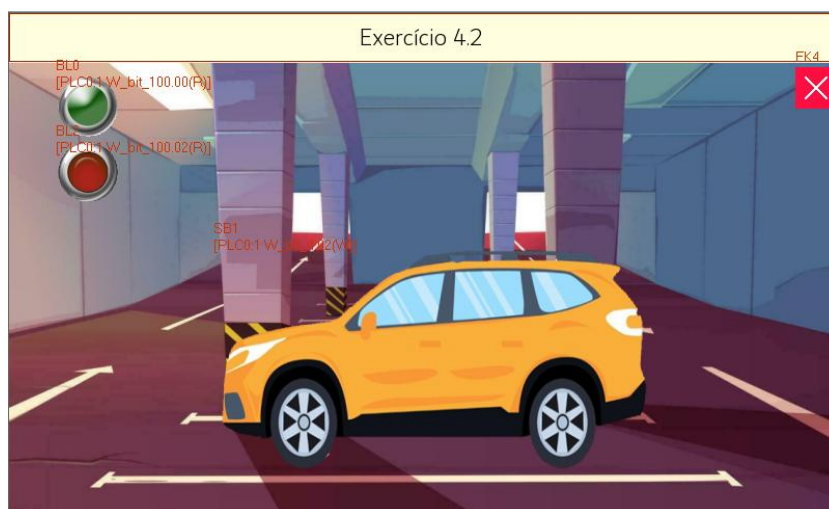 Exercício 4.2
FK4
BL0
[PLC0:1 W_bit_100.00(R)]
[PLC0:1 W_bit_100.02(R)]
SB1